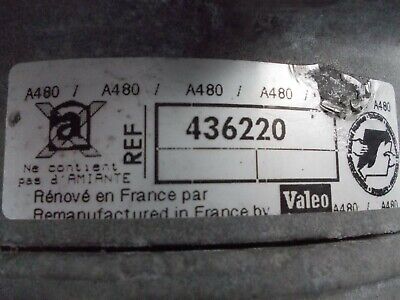 A480 / A480 / A480 / A480 / A480
a
REF
436220
Ne contient
pas d'AMIANTE
Rénové en France par
Remanufactured in France by Valeo
A480 / A480